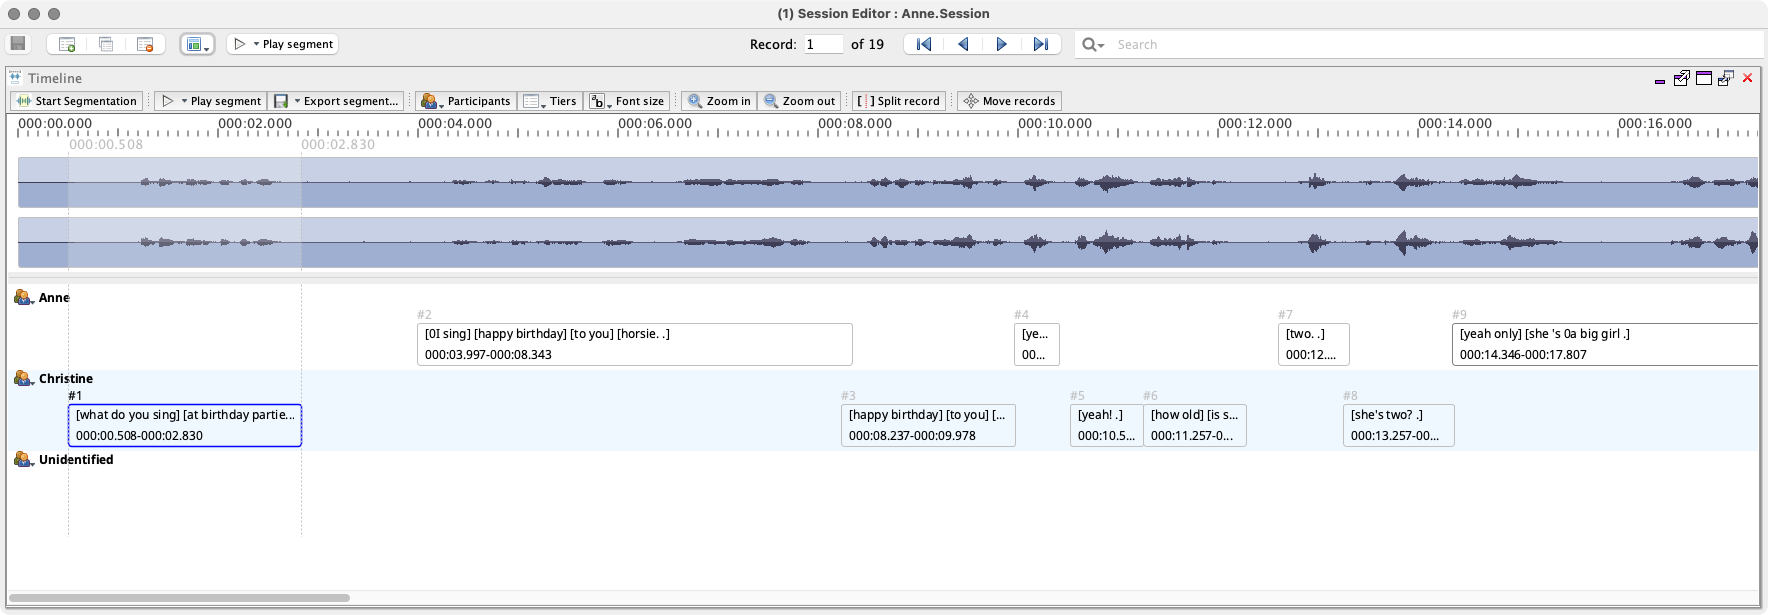 (1) Session Editor : Anne.Session
Play segment
Record: 1 of 19
Search
Timeline
Start Segmentation Play segment Export segment... Participants Tiers Font size Zoom in Zoom out Split record Move records
000:00.000 000:02.000 000:04.000 000:06.000 000:08.000 000:10.000 000:12.000 000:14.000 000:16.000
000:00.508 000:02.830
Anne
#2 #4 #7 #9
[0I sing] [happy birthday] [to you] [horsie. .] [ye... [two. .] [yeah only] [she 's 0a big girl .]
000:03.997-000:08.343 00... 000:12.... 000:14.346-000:17.807
Christine
#1 #3 #5 #6 #8
[what do you sing] [at birthday partie... [happy birthday] [to you] [... [yeah! .] [how old] [is s... [she's two? .]
000:00.508-000:02.830 000:08.237-000:09.978 000:10.5... 000:11.257-0... 000:13.257-00...
Unidentified